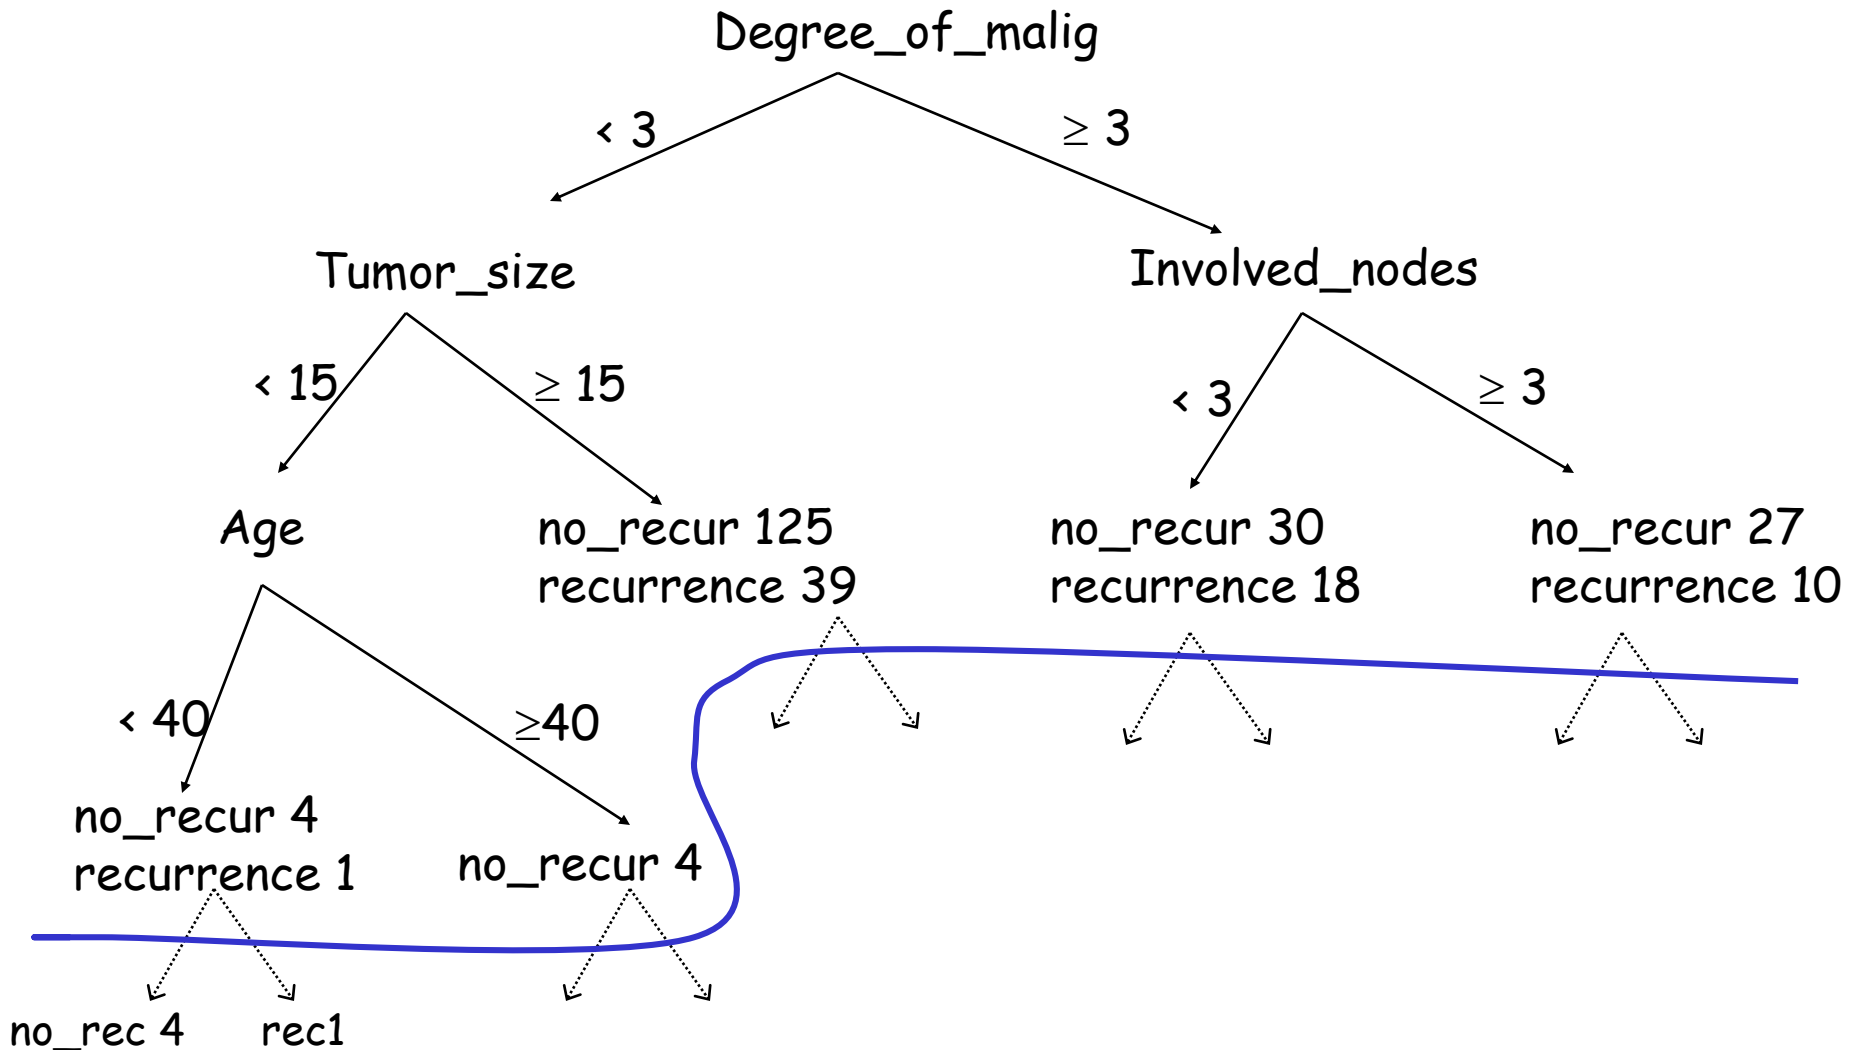 Degree_of_malig
< 3
≥ 3
Tumor_size
Involved_nodes
< 15
≥ 15
< 3
≥ 3
Age
no_recur 125
recurrence 39
no_recur 30
recurrence 18
no_recur 27
recurrence 10
< 40
≥40
no_recur 4
recurrence 1
no_recur 4
no_rec 4
rec1